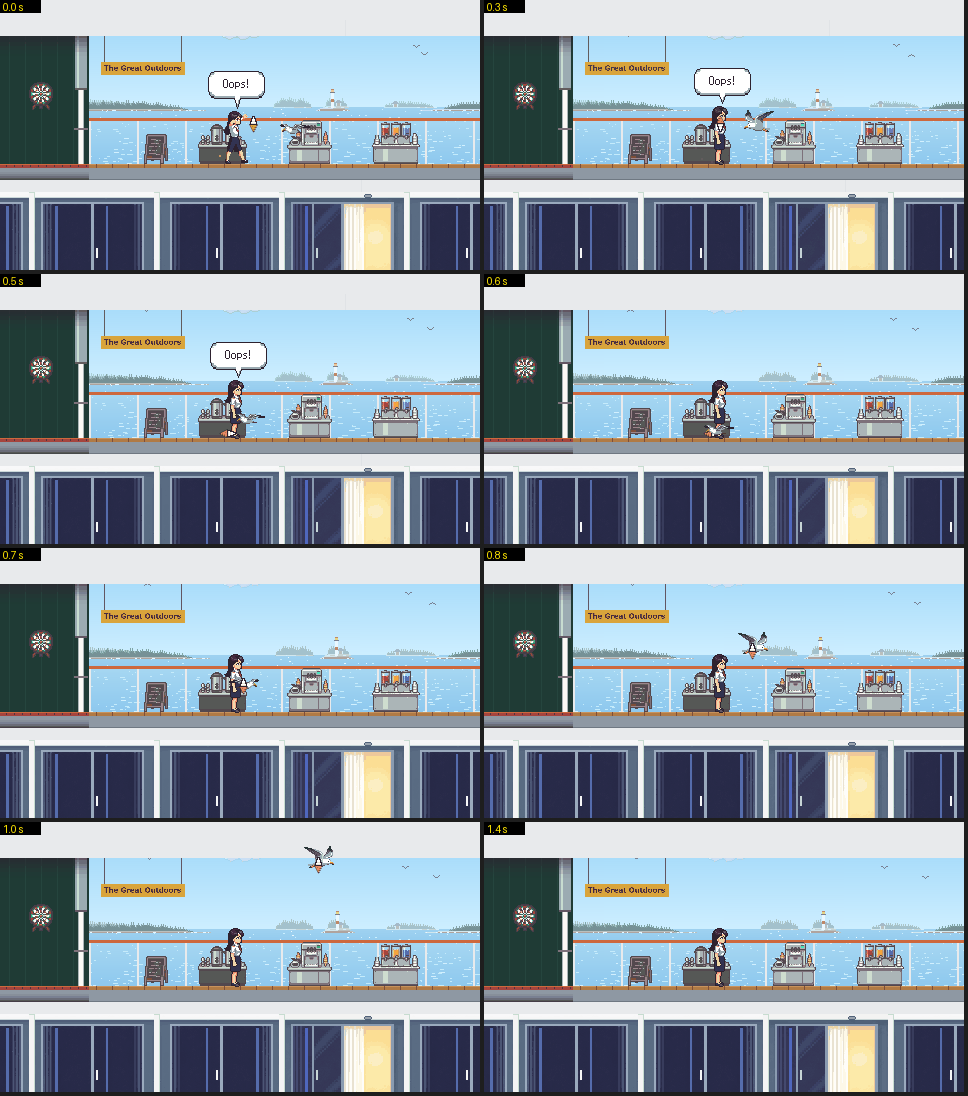 0.0 s
The Great Outdoors
Oops!
0.3 s
The Great Outdoors
Oops!
0.5 s
The Great Outdoors
Oops!
0.6 s
The Great Outdoors
0.7 s
The Great Outdoors
0.8 s
The Great Outdoors
1.0 s
The Great Outdoors
1.4 s
The Great Outdoors